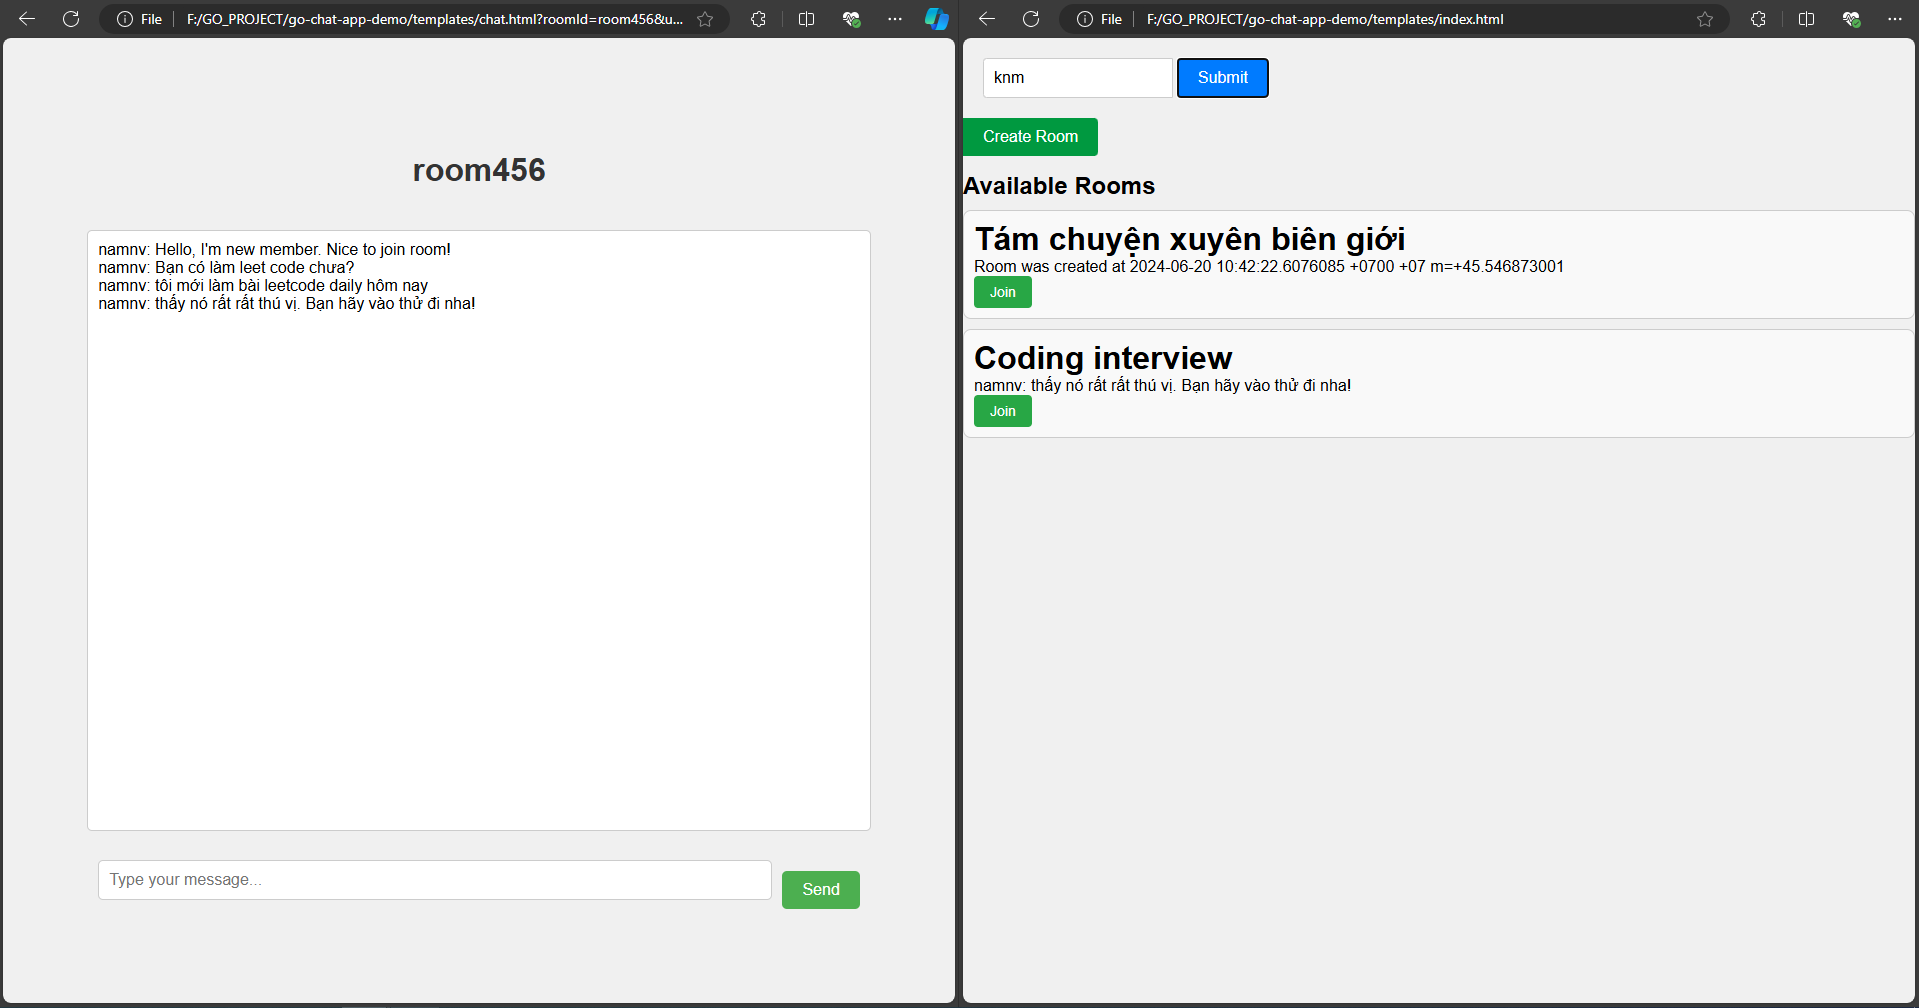 File
F:/GO_PROJECT/go-chat-app-demo/templates/chat.html?roomId=room456&u...
room456
namnv: Hello, I'm new member. Nice to join room!
namnv: Bạn có làm leet code chưa?
namnv: tôi mới làm bài leetcode daily hôm nay
namnv: thấy nó rất rất thú vị. Bạn hãy vào thử đi nha!
Type your message...
Send
File
F:/GO_PROJECT/go-chat-app-demo/templates/index.html
knm
Submit
Create Room
Available Rooms
Tám chuyện xuyên biên giới
Room was created at 2024-06-20 10:42:22.6076085 +0700 +07 m=+45.546873001
Join
Coding interview
namnv: thấy nó rất rất thú vị. Bạn hãy vào thử đi nha!
Join